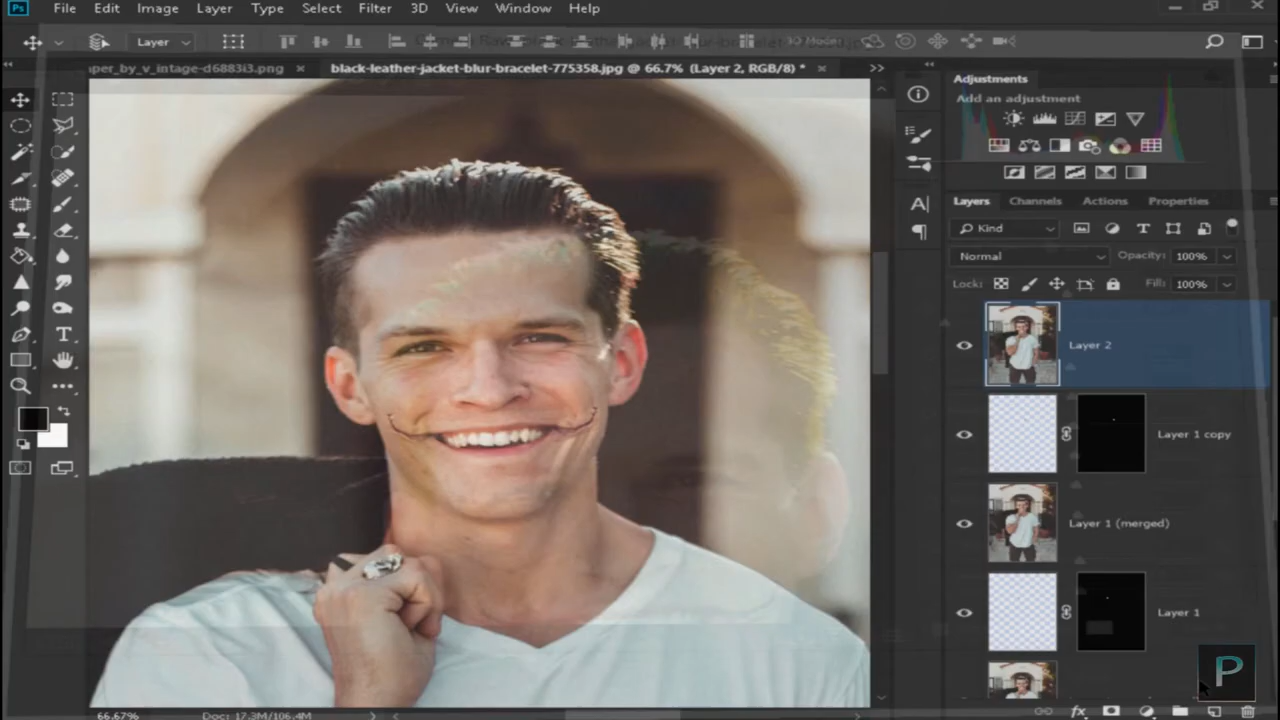 Ps File Edit Image Layer Type Select Filter 3D View Window Help
Layer
per_by_v_intage-d6883i3.png × black-leather-jacket-blur-bracelet-775358.jpg @ 66.7% (Layer 2, RGB/8) * ×
Adjustments
Add an adjustment
Layers Channels Actions Properties
Kind
Normal Opacity: 100%
Lock: Fill: 100%
Layer 2
Layer 1 copy
Layer 1 (merged)
Layer 1
P
66.67% Doc: 17.3M/106.4M
fx